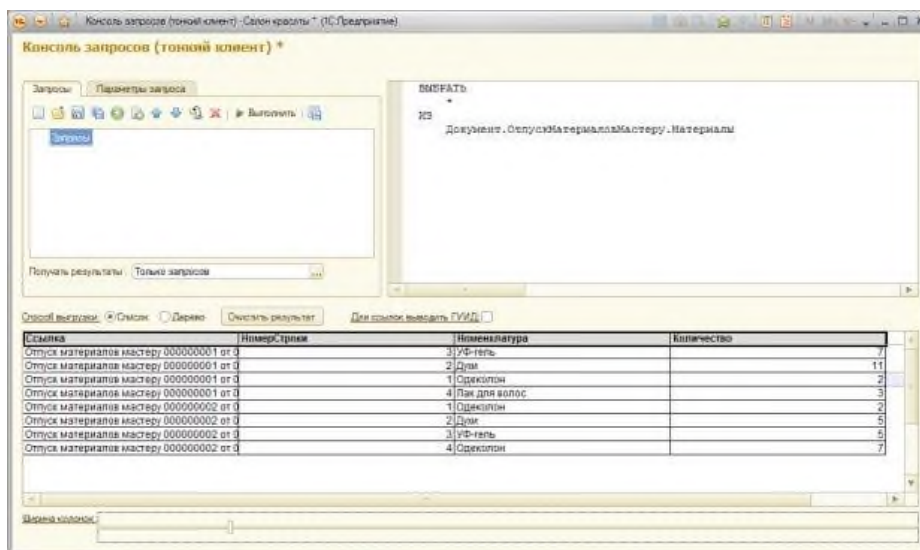 Консоль запросов (тонкий клиент) - Салон красоты * (1С:Предприятие)
Консоль запросов (тонкий клиент) *
Запросы Параметры запроса
Выполнить
Запросы
ВЫБРАТЬ
*
ИЗ
Документ.ОтпускМатериаловМастеру.Материалы
Получать результаты Только запросов ...
Способ выгрузки: Список Дерево Очистить результат Для ссылок выводить ГУИД:
Ссылка НомерСтроки Номенклатура Количество
Отпуск материалов мастеру 000000001 от 0 3 УФ-гель 7
Отпуск материалов мастеру 000000001 от 0 2 Духи 11
Отпуск материалов мастеру 000000001 от 0 1 Одеколон 2
Отпуск материалов мастеру 000000001 от 0 4 Лак для волос 3
Отпуск материалов мастеру 000000002 от 0 1 Одеколон 2
Отпуск материалов мастеру 000000002 от 0 2 Духи 5
Отпуск материалов мастеру 000000002 от 0 3 УФ-гель 5
Отпуск материалов мастеру 000000002 от 0 4 Одеколон 7
Ширина колонок: